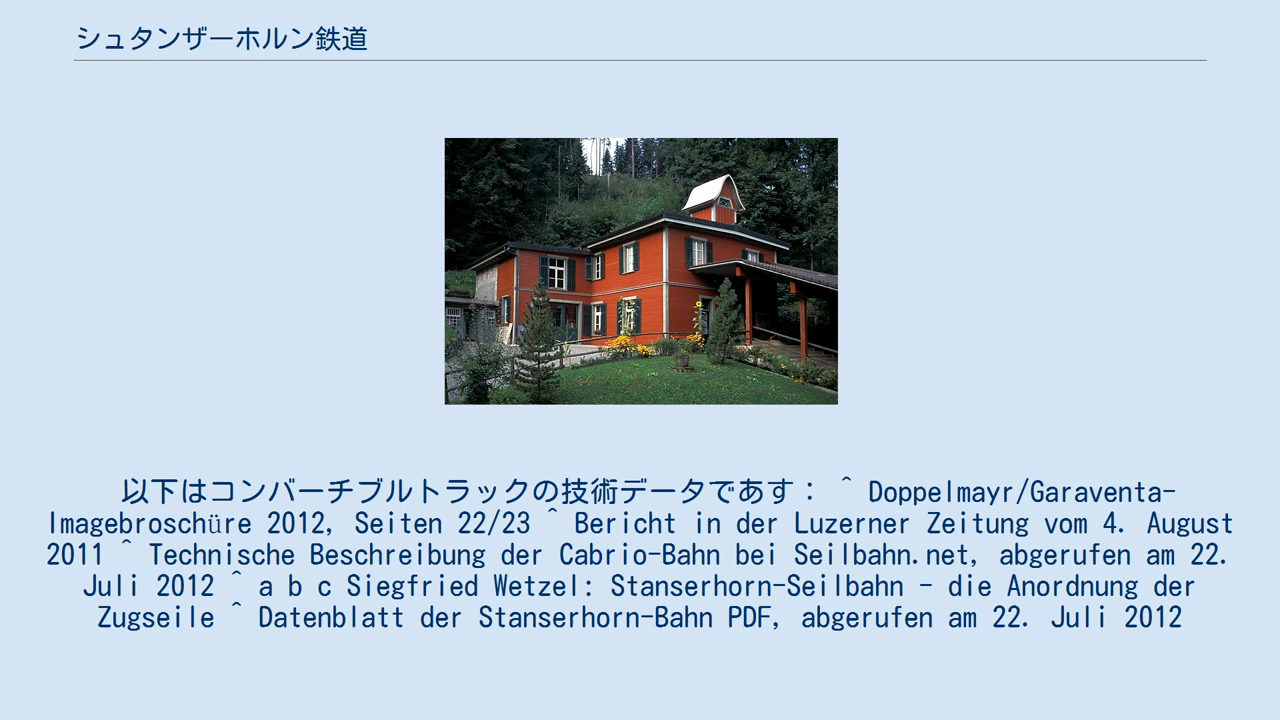 シュタンザーホルン鉄道
以下はコンバーチブルトラックの技術データであす： ^ Doppelmayr/Garaventa-
Imagebroschüre 2012, Seiten 22/23 ^ Bericht in der Luzerner Zeitung vom 4. August
2011 ^ Technische Beschreibung der Cabrio-Bahn bei Seilbahn.net, abgerufen am 22.
Juli 2012 ^ a b c Siegfried Wetzel: Stanserhorn-Seilbahn - die Anordnung der
Zugseile ^ Datenblatt der Stanserhorn-Bahn PDF, abgerufen am 22. Juli 2012